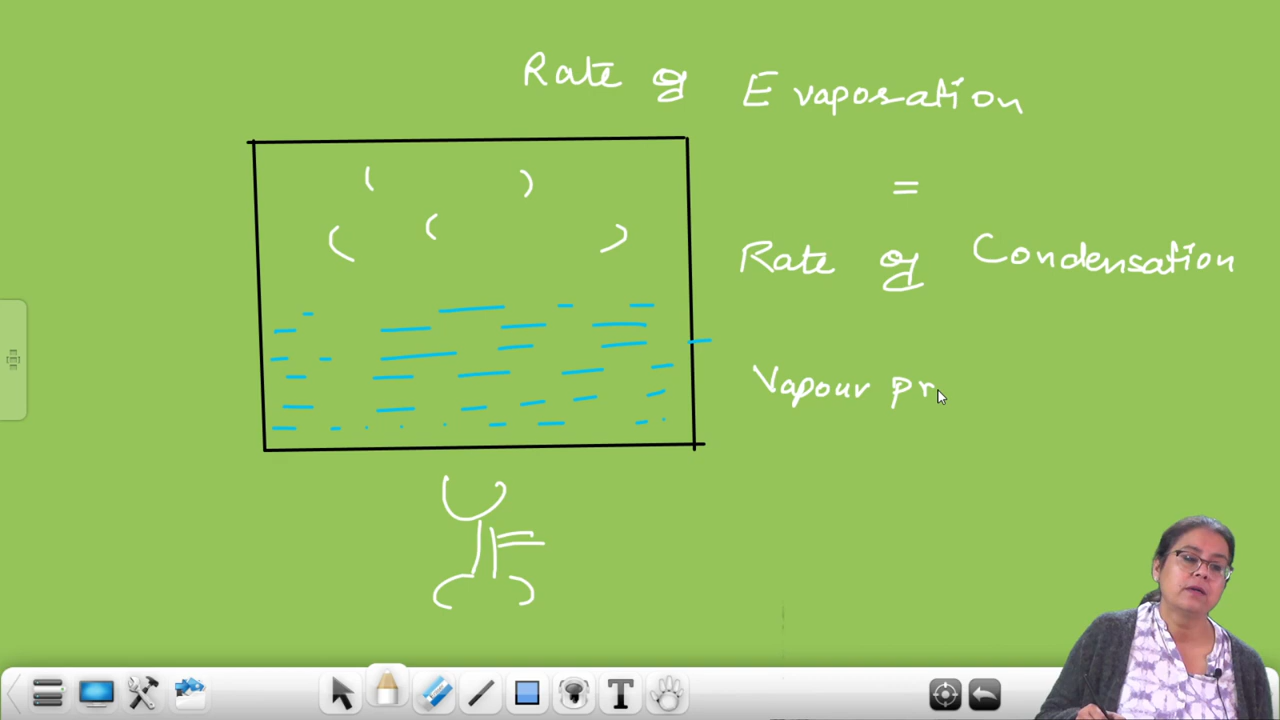 Rate of Evaporation
=
Rate of Condensation
Vapour pr